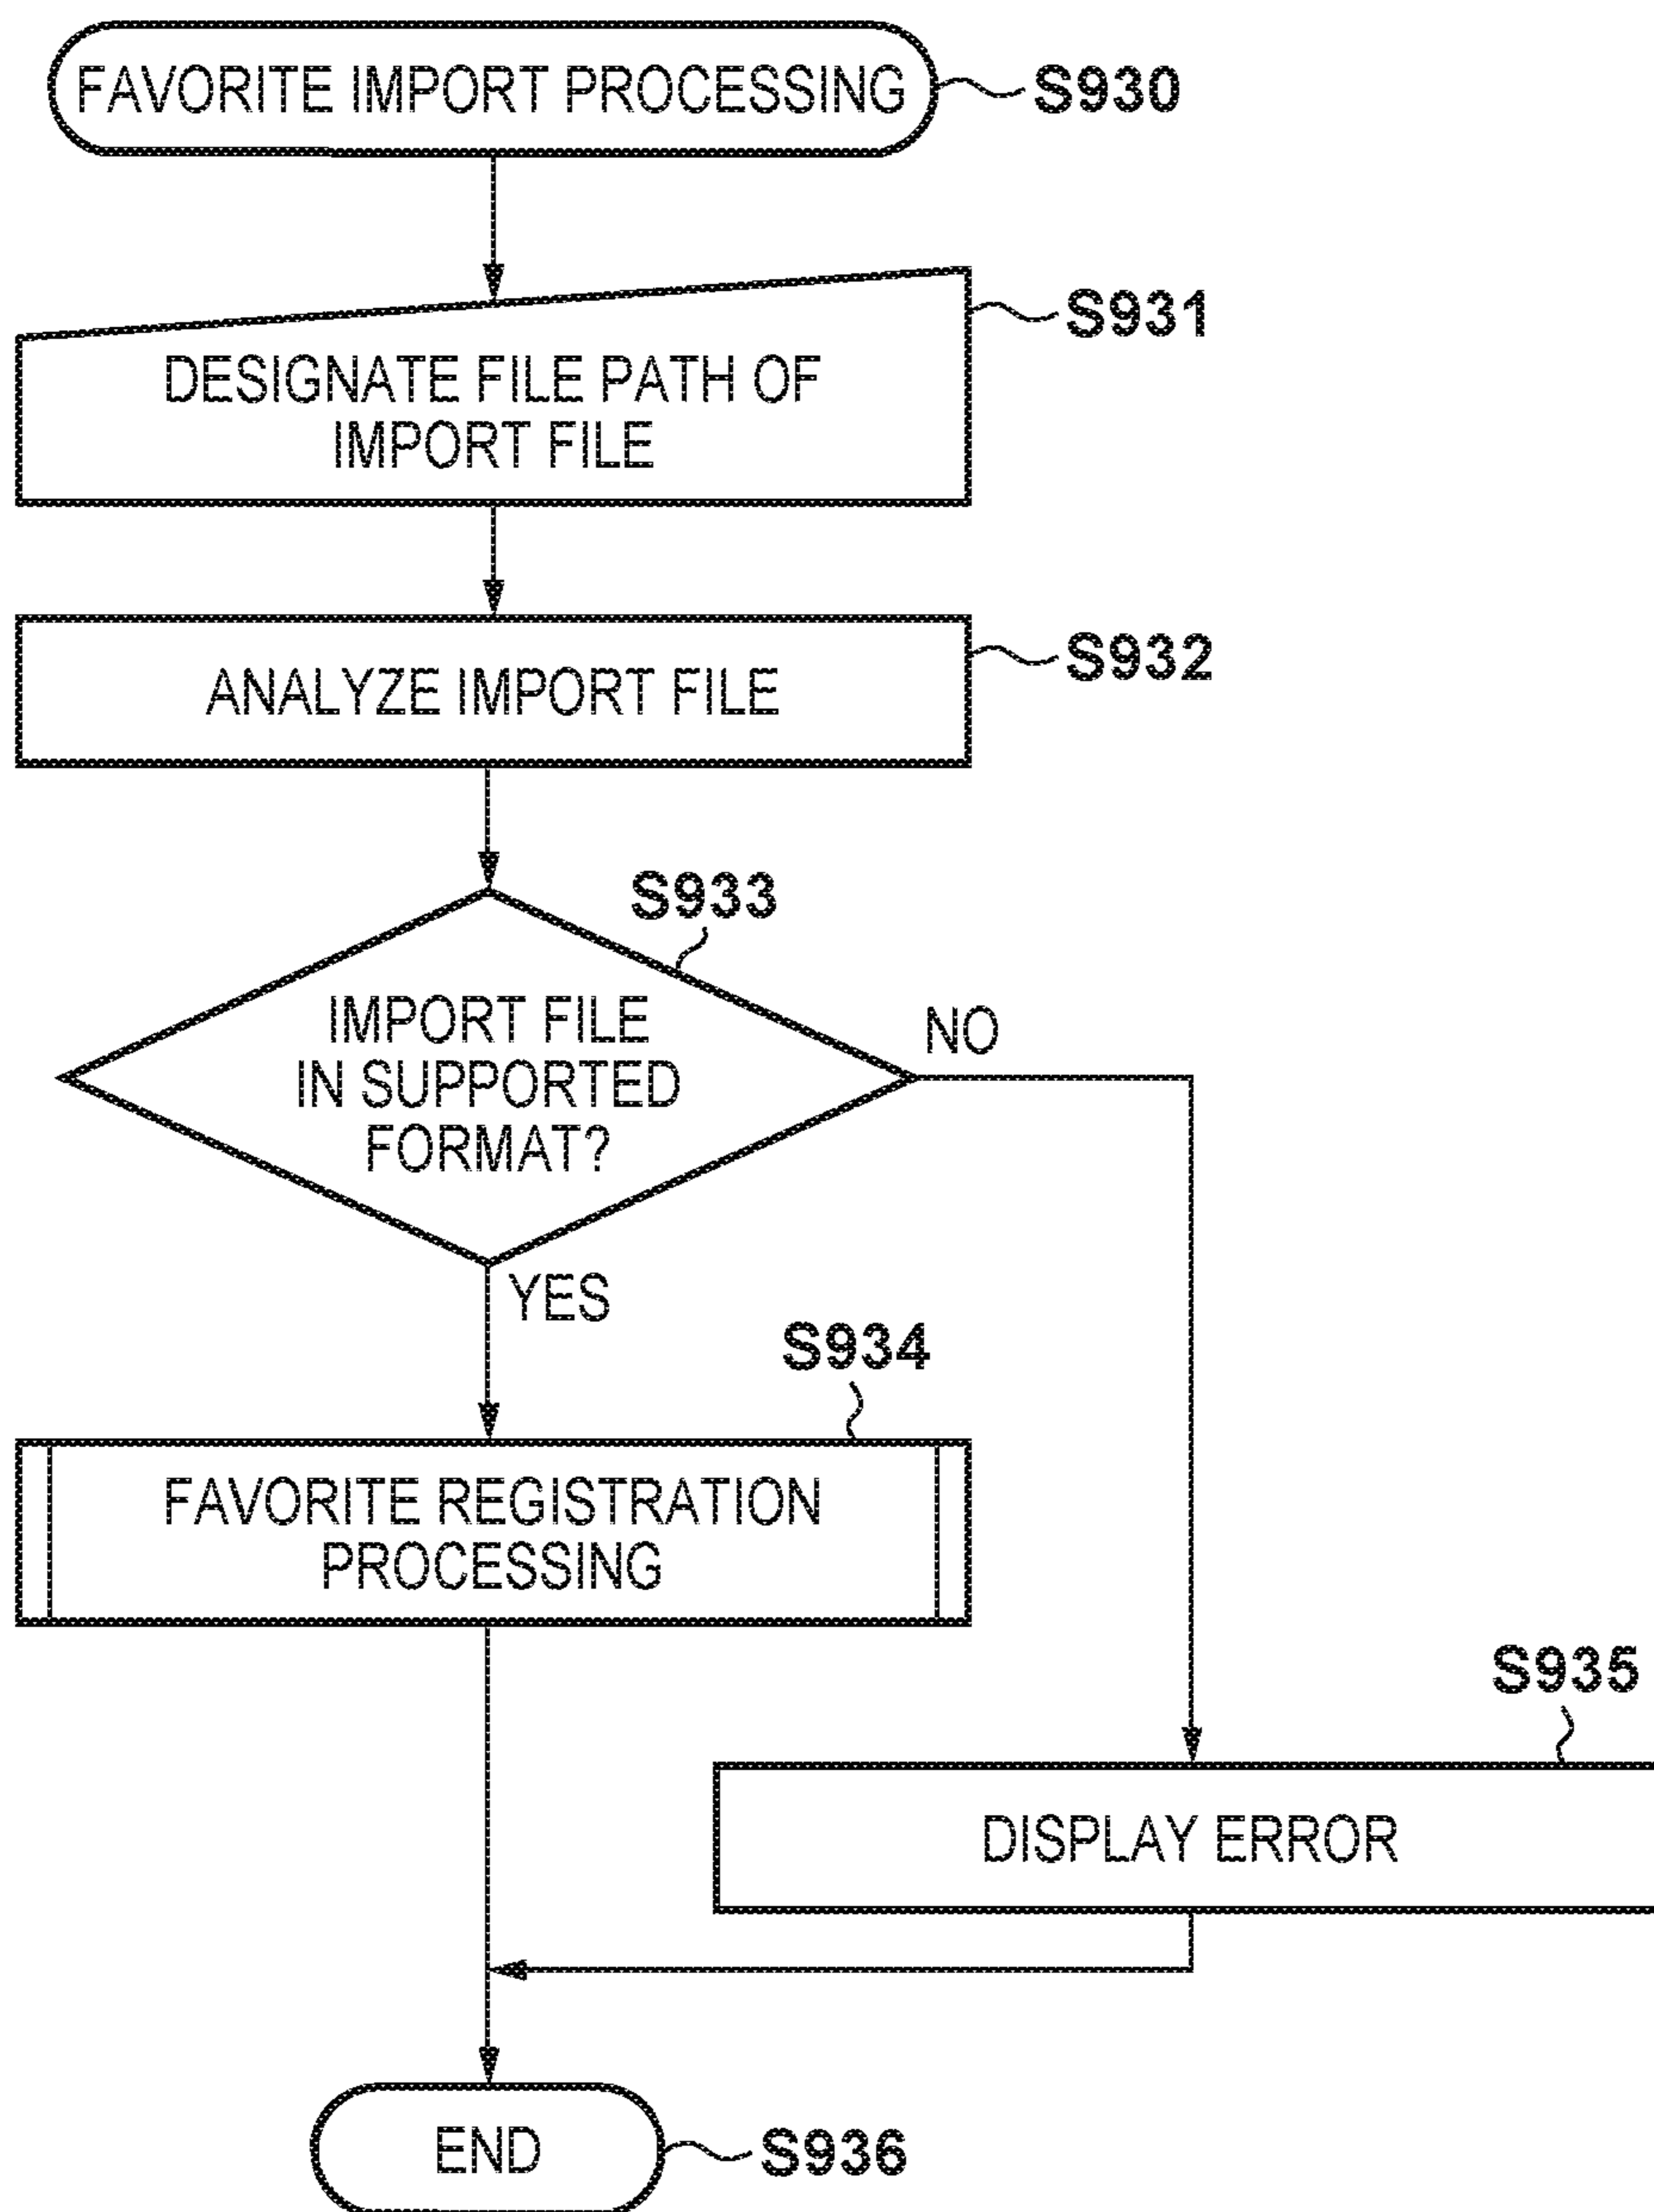 FAVORITE IMPORT PROCESSING
S930
S931
DESIGNATE FILE PATH OF
IMPORT FILE
S932
ANALYZE IMPORT FILE
S933
IMPORT FILE
IN SUPPORTED
FORMAT?
NO
YES
S934
FAVORITE REGISTRATION
PROCESSING
S935
DISPLAY ERROR
END
S936